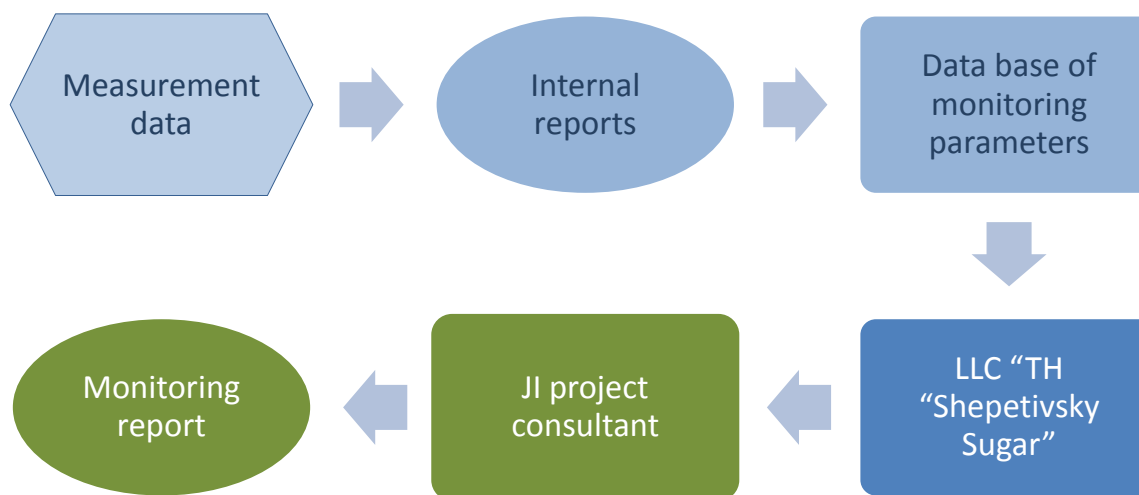 Measurement
data
Internal
reports
Data base of
monitoring
parameters
LLC “TH
“Shepetivsky
Sugar”
JI project
consultant
Monitoring
report